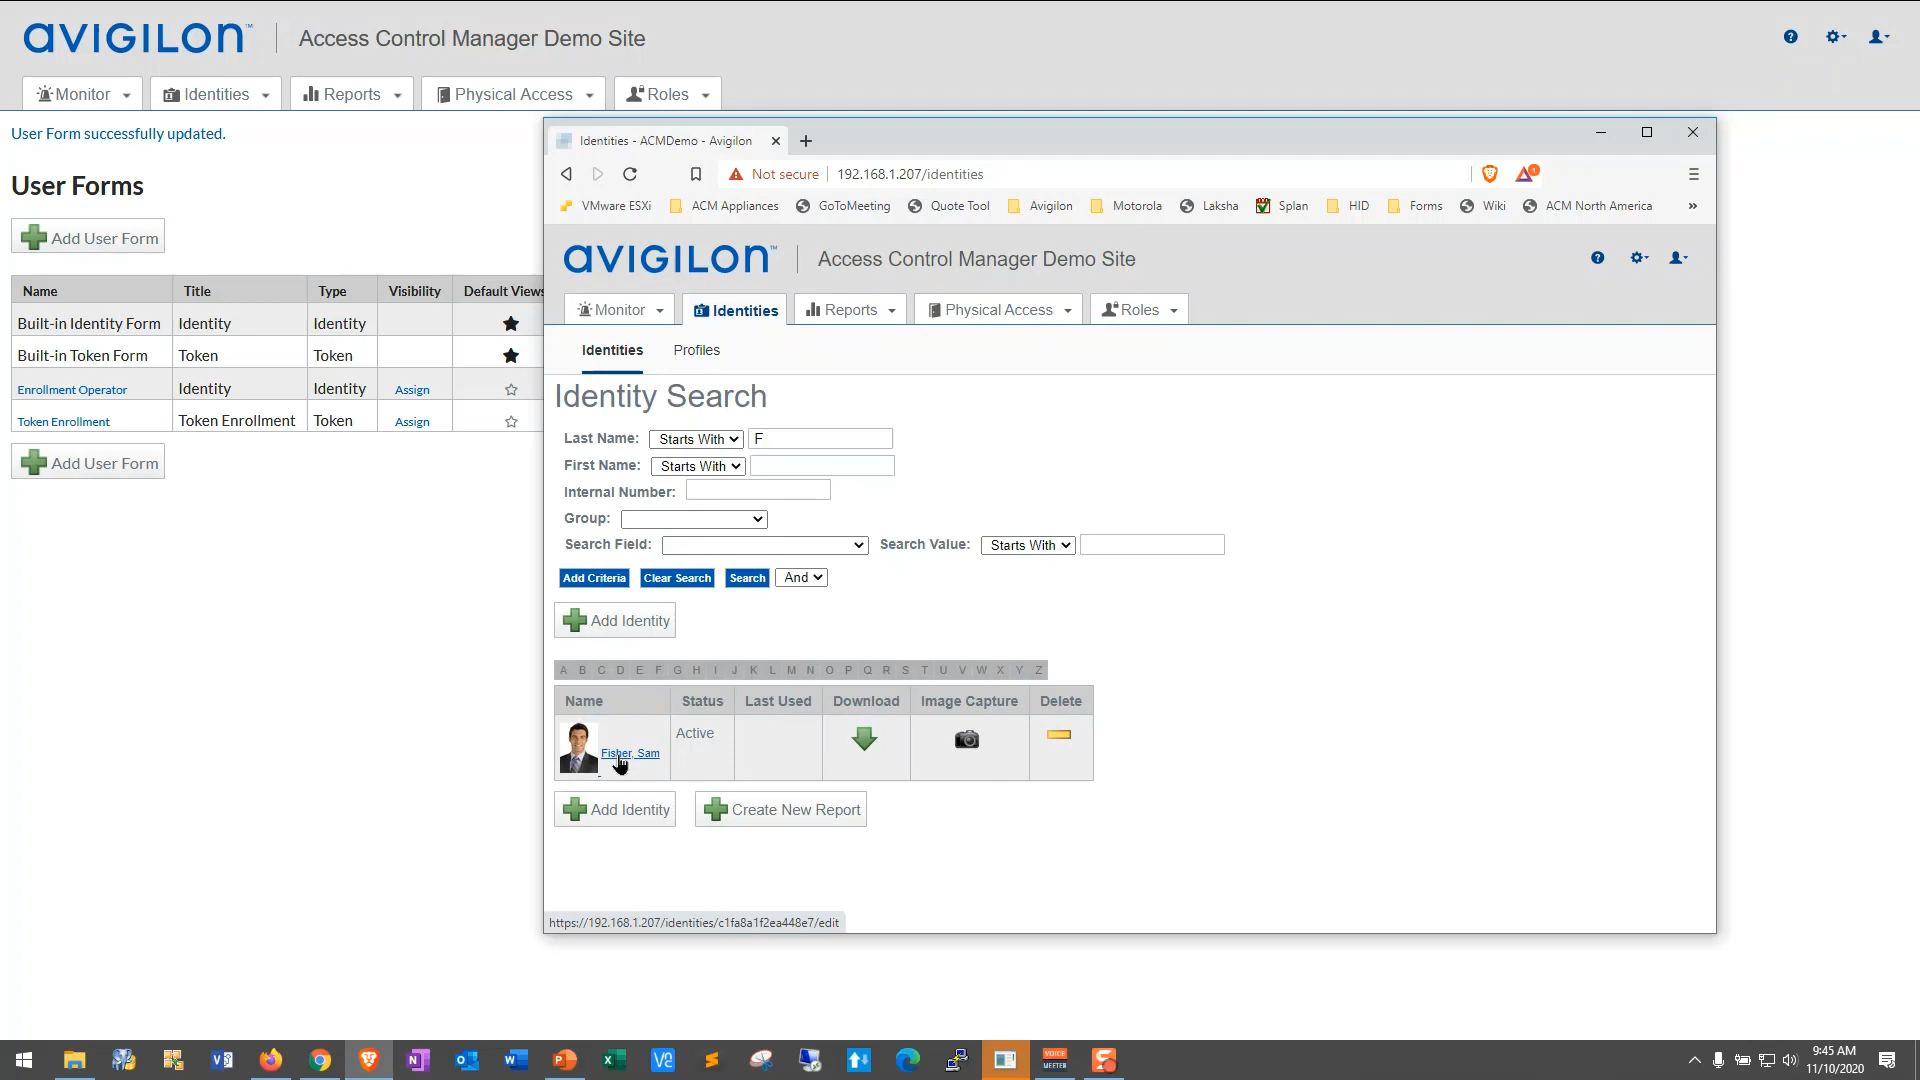 avigilon™ Access Control Manager Demo Site
Monitor Identities Reports Physical Access Roles
User Form successfully updated.
User Forms
Add User Form
Name Title Type Visibility Default Views
Built-in Identity Form Identity Identity
Built-in Token Form Token Token
Enrollment Operator Identity Identity Assign
Token Enrollment Token Enrollment Token Assign
Add User Form
Identities - ACMDemo - Avigilon
Not secure 192.168.1.207/identities
VMware ESXi ACM Appliances GoToMeeting Quote Tool Avigilon Motorola Laksha Splan HID Forms Wiki ACM North America »
avigilon™ Access Control Manager Demo Site
Monitor Identities Reports Physical Access Roles
Identities Profiles
Identity Search
Last Name: Starts With F
First Name: Starts With
Internal Number:
Group:
Search Field: Search Value: Starts With
Add Criteria Clear Search Search And
Add Identity
A B C D E F G H I J K L M N O P Q R S T U V W X Y Z
Name Status Last Used Download Image Capture Delete
Fisher, Sam Active
Add Identity Create New Report
https://192.168.1.207/identities/c1fa8a1f2ea448e7/edit
9:45 AM
11/10/2020